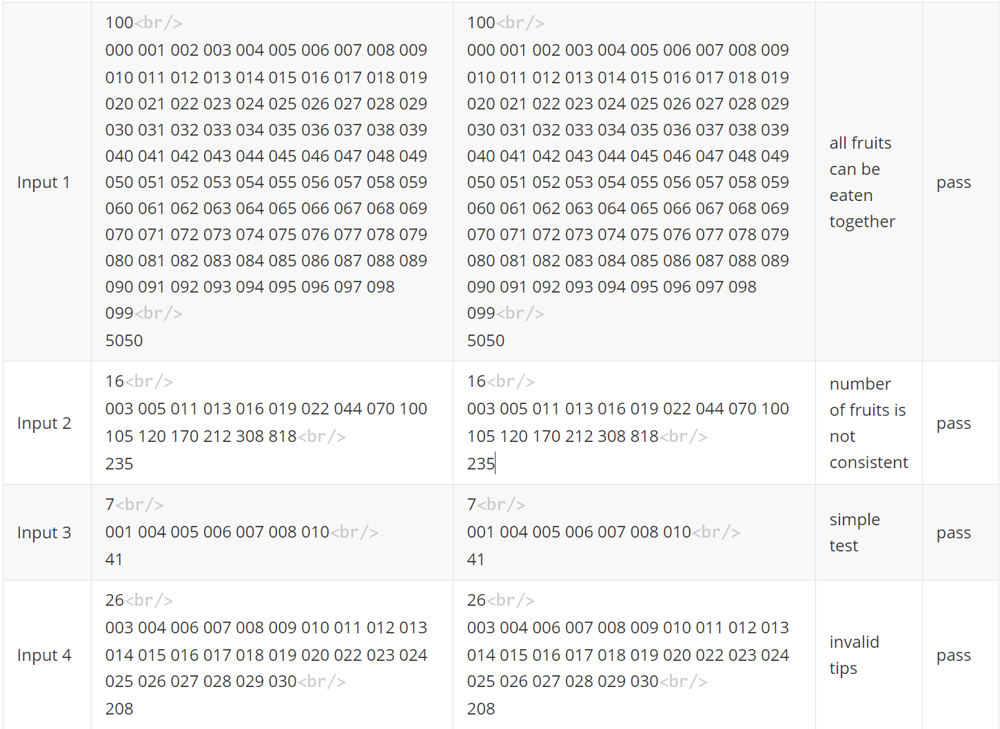 Input 1
100<br/>
000 001 002 003 004 005 006 007 008 009
010 011 012 013 014 015 016 017 018 019
020 021 022 023 024 025 026 027 028 029
030 031 032 033 034 035 036 037 038 039
040 041 042 043 044 045 046 047 048 049
050 051 052 053 054 055 056 057 058 059
060 061 062 063 064 065 066 067 068 069
070 071 072 073 074 075 076 077 078 079
080 081 082 083 084 085 086 087 088 089
090 091 092 093 094 095 096 097 098
099<br/>
5050
100<br/>
000 001 002 003 004 005 006 007 008 009
010 011 012 013 014 015 016 017 018 019
020 021 022 023 024 025 026 027 028 029
030 031 032 033 034 035 036 037 038 039
040 041 042 043 044 045 046 047 048 049
050 051 052 053 054 055 056 057 058 059
060 061 062 063 064 065 066 067 068 069
070 071 072 073 074 075 076 077 078 079
080 081 082 083 084 085 086 087 088 089
090 091 092 093 094 095 096 097 098
099<br/>
5050
all fruits
can be
eaten
together
pass
Input 2
16<br/>
003 005 011 013 016 019 022 044 070 100
105 120 170 212 308 818<br/>
235
16<br/>
003 005 011 013 016 019 022 044 070 100
105 120 170 212 308 818<br/>
235
number
of fruits is
not
consistent
pass
Input 3
7<br/>
001 004 005 006 007 008 010<br/>
41
7<br/>
001 004 005 006 007 008 010<br/>
41
simple
test
pass
Input 4
26<br/>
003 004 006 007 008 009 010 011 012 013
014 015 016 017 018 019 020 022 023 024
025 026 027 028 029 030<br/>
208
26<br/>
003 004 006 007 008 009 010 011 012 013
014 015 016 017 018 019 020 022 023 024
025 026 027 028 029 030<br/>
208
invalid
tips
pass